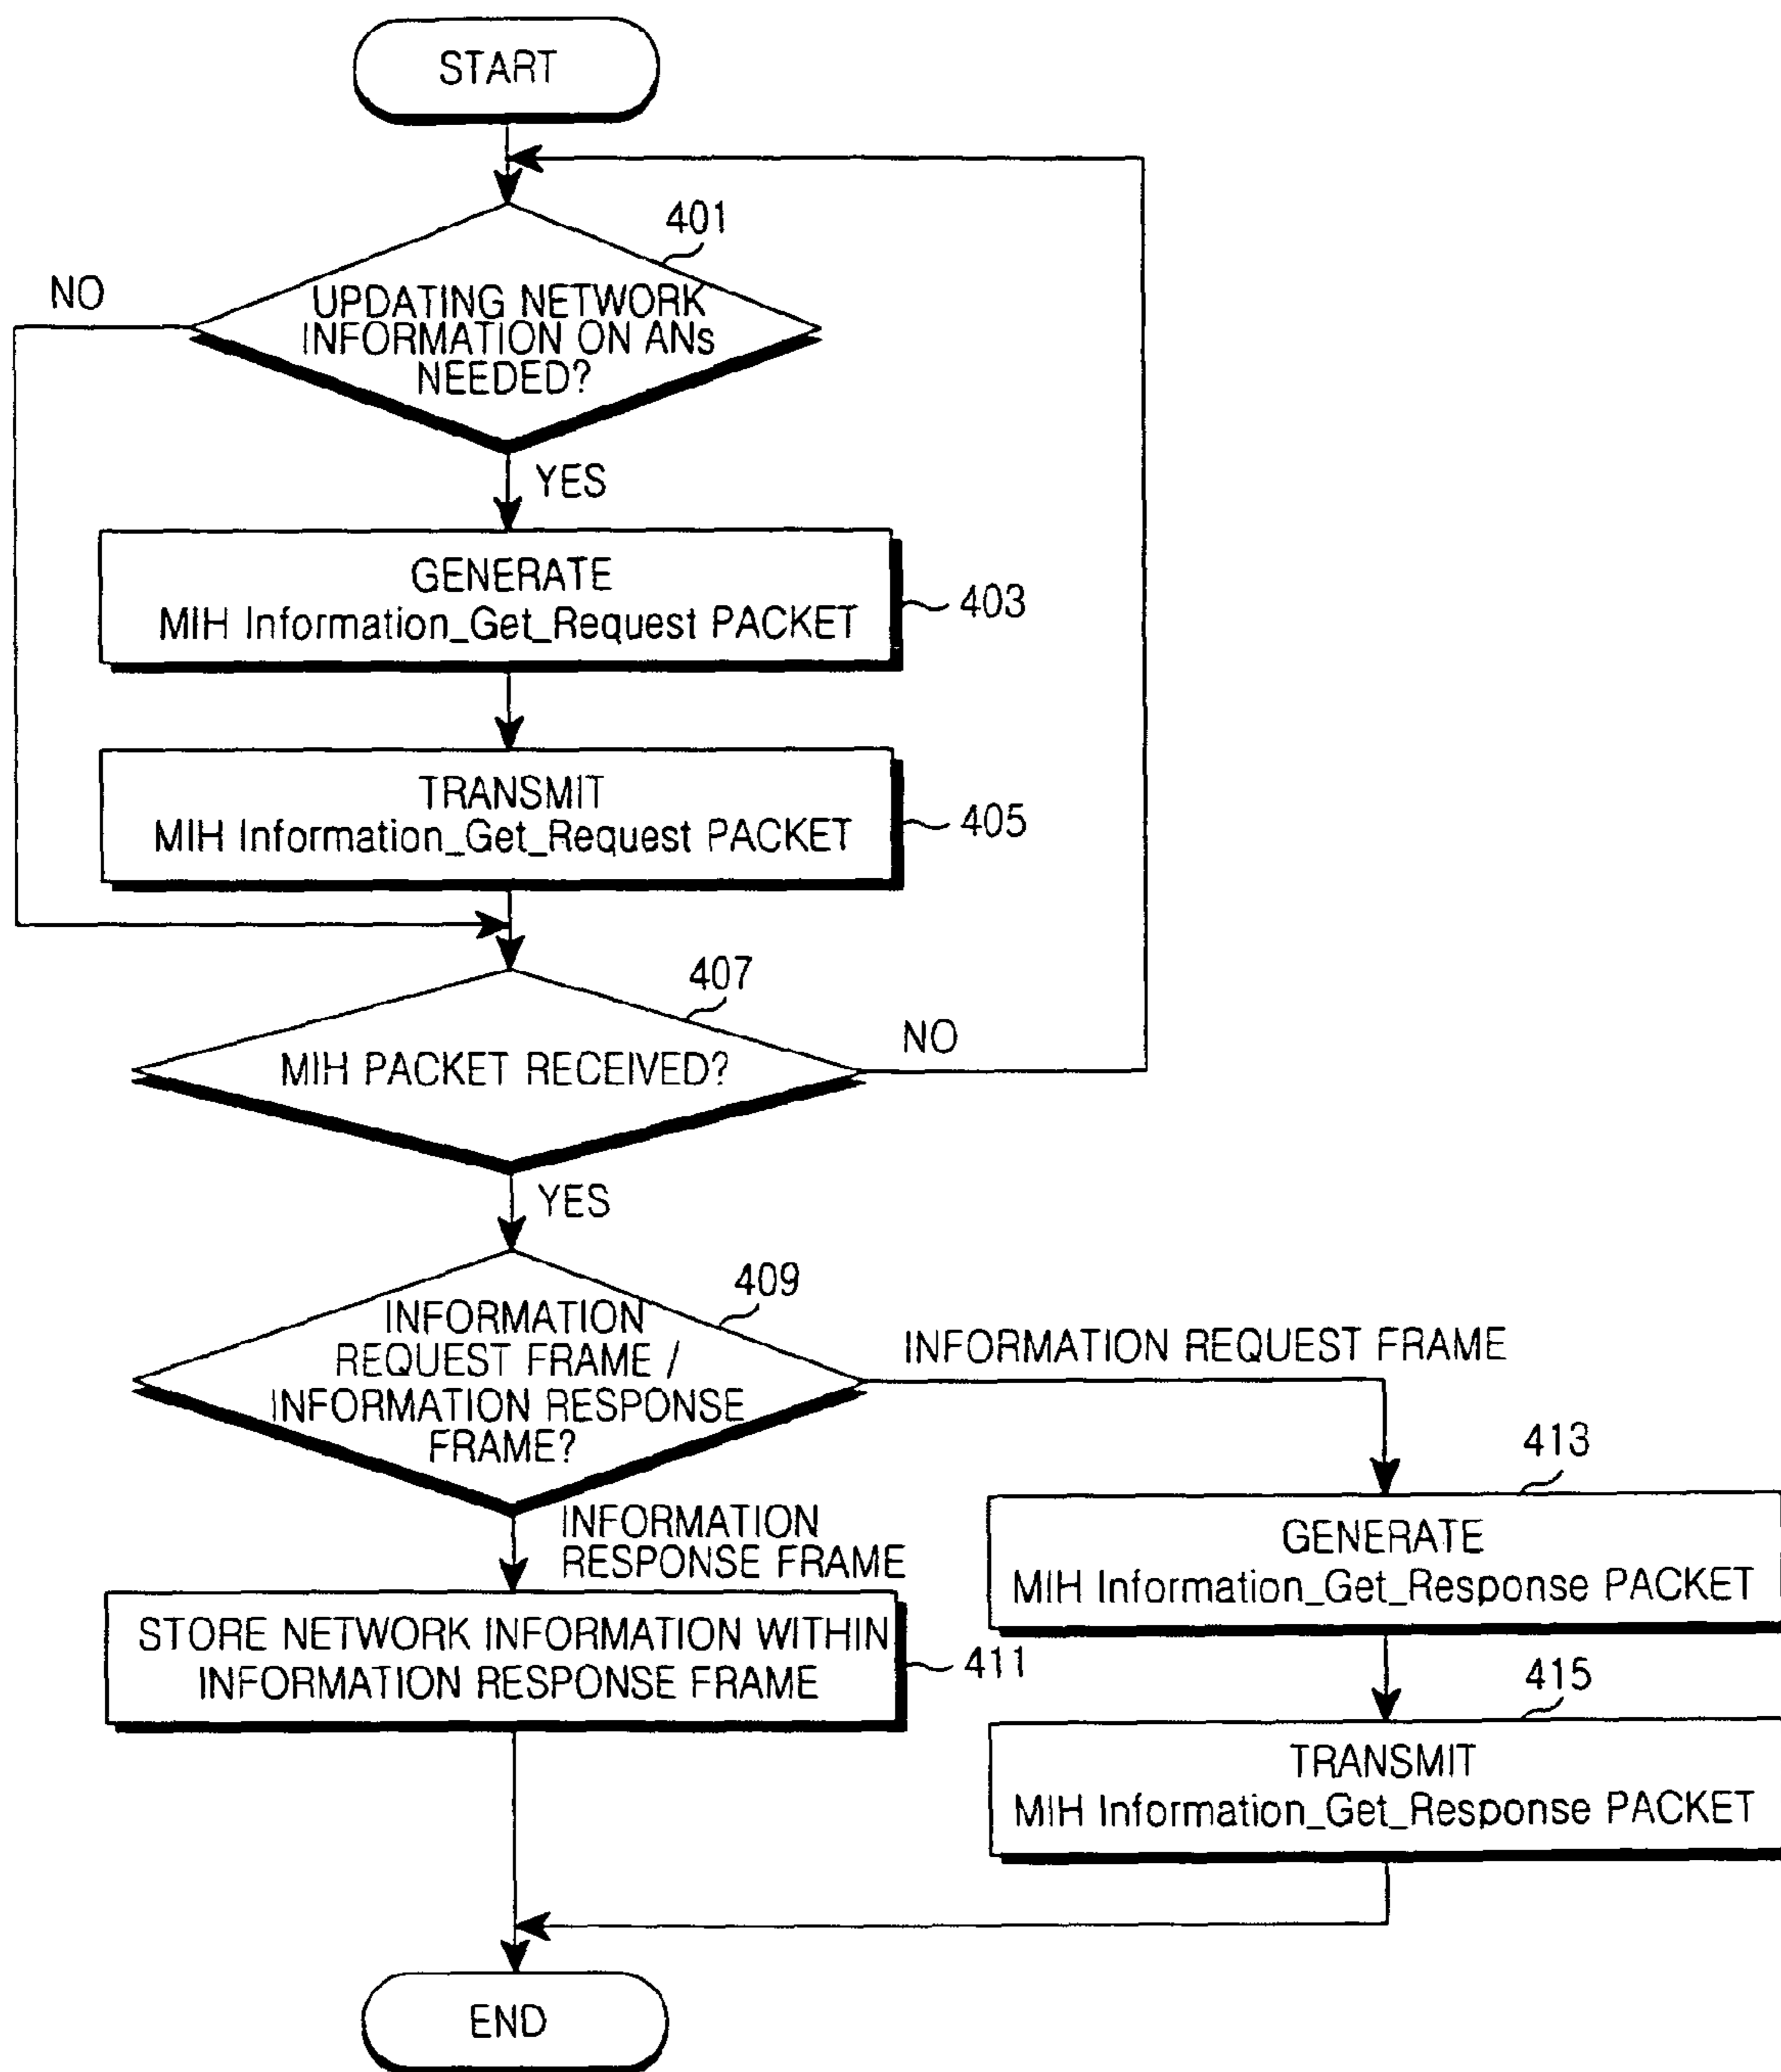 START
401
NO
UPDATING NETWORK
INFORMATION ON ANs
NEEDED?
YES
GENERATE
MIH Information_Get_Request PACKET
403
TRANSMIT
MIH Information_Get_Request PACKET
405
407
NO
MIH PACKET RECEIVED?
YES
409
INFORMATION
REQUEST FRAME /
INFORMATION RESPONSE
FRAME?
INFORMATION REQUEST FRAME
INFORMATION
RESPONSE FRAME
413
GENERATE
MIH Information_Get_Response PACKET
STORE NETWORK INFORMATION WITHIN
INFORMATION RESPONSE FRAME
411
415
TRANSMIT
MIH Information_Get_Response PACKET
END